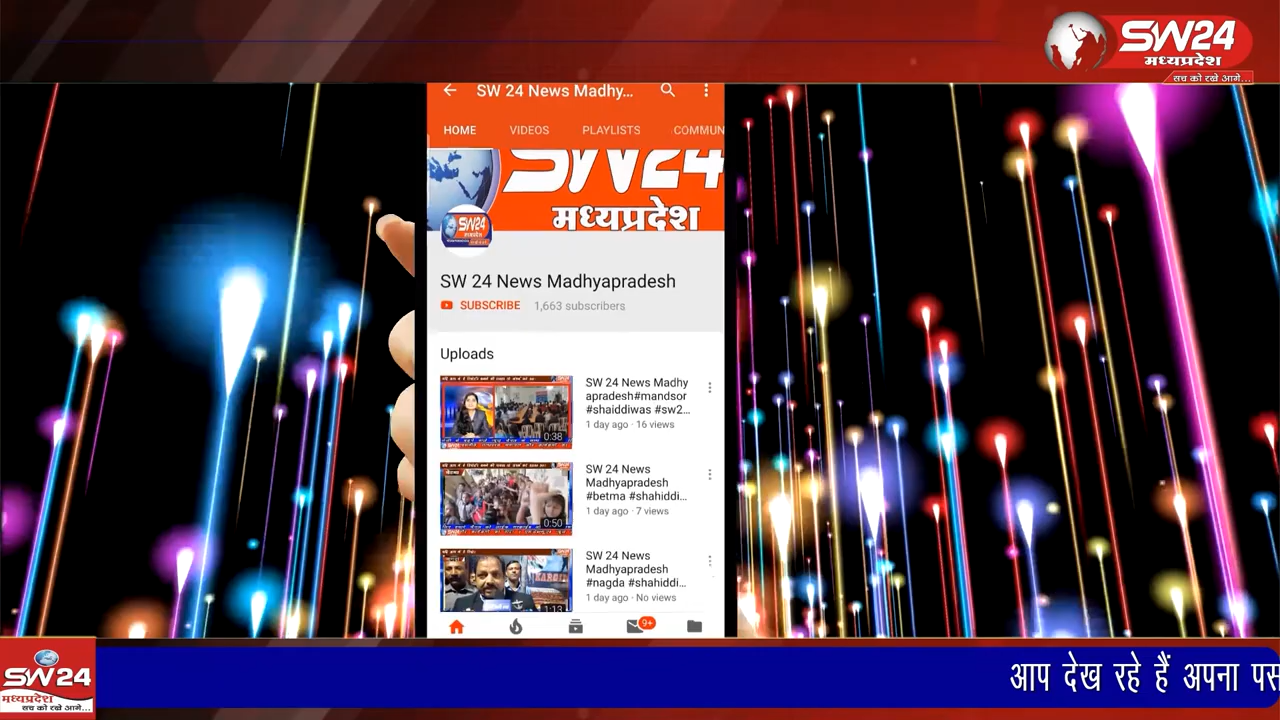 SW24
मध्यप्रदेश
सच को रखे आगे...
SW 24 News Madhy...
HOME VIDEOS PLAYLISTS COMMUN
SW24
मध्यप्रदेश
SW24
SW 24 News Madhyapradesh
SUBSCRIBE 1,663 subscribers
Uploads
SW 24 News Madhy
apradesh#mandsor
#shaiddiwas #sw2...
1 day ago · 16 views
0:38
SW 24 News
Madhyapradesh
#betma #shahiddi...
1 day ago · 7 views
0:50
SW 24 News
Madhyapradesh
#nagda #shahiddi...
1 day ago · No views
1:13
9+
SW24
मध्यप्रदेश
सच को रखे आगे...
आप देख रहे हैं अपना पस